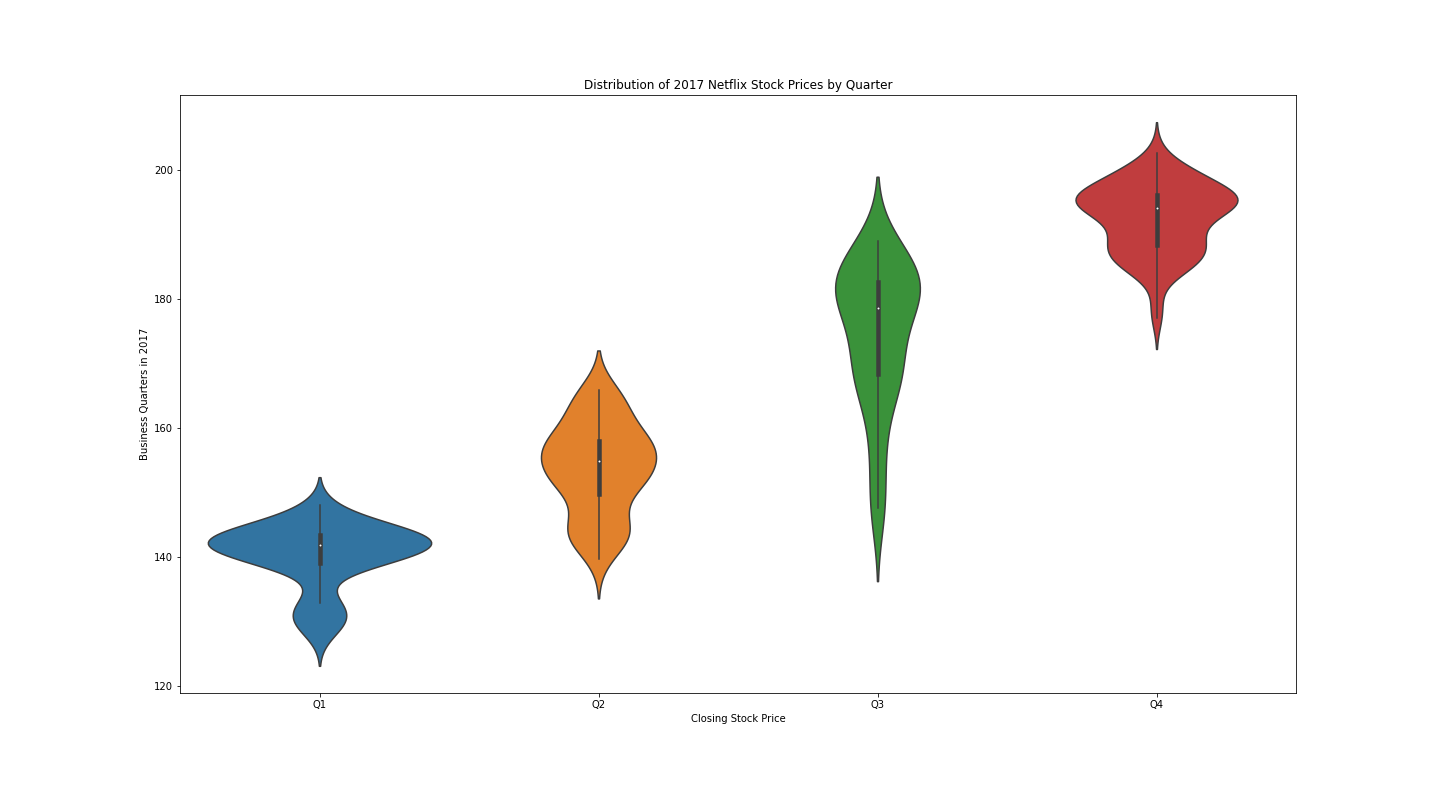 Distribution of 2017 Netflix Stock Prices by Quarter
200
180
160
140
120
Business Quarters in 2017
Q1 Q2 Q3 Q4
Closing Stock Price